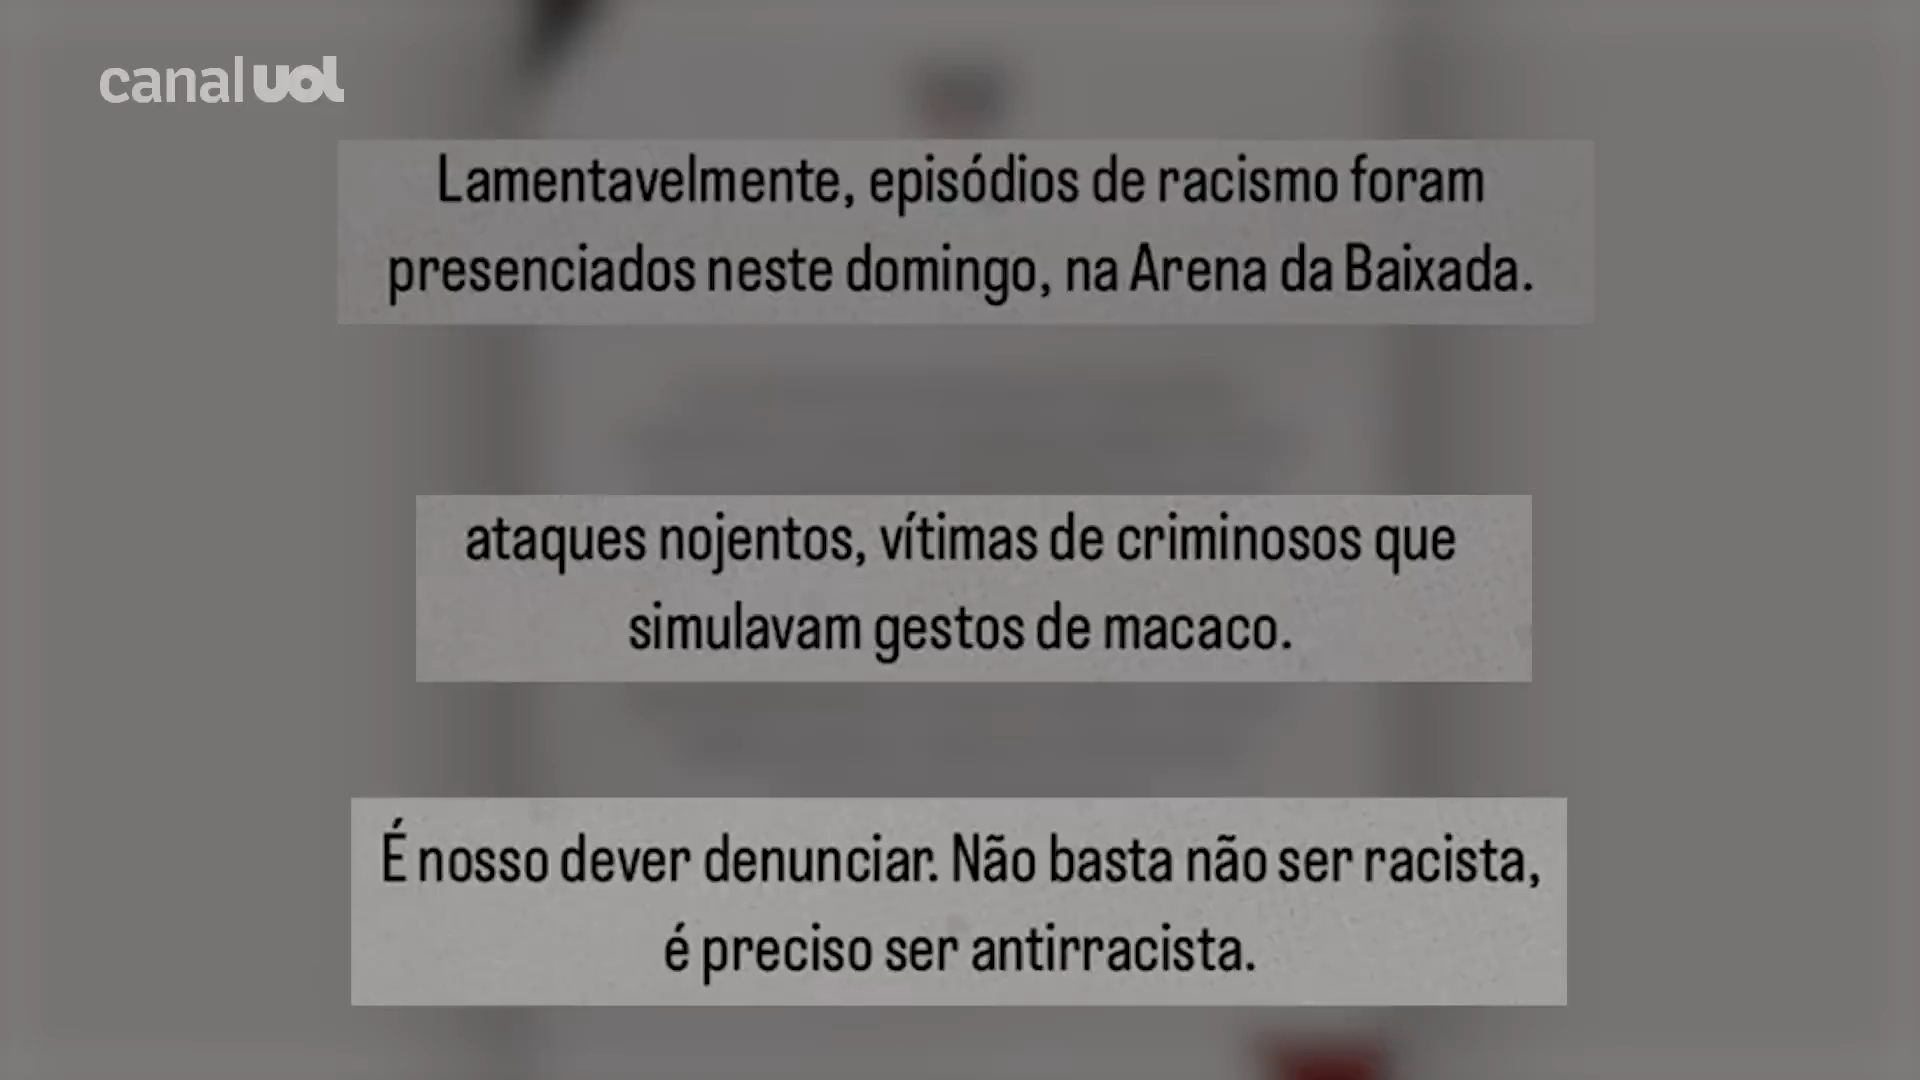 canal uol
Lamentavelmente, episódios de racismo foram
presenciados neste domingo, na Arena da Baixada.
ataques nojentos, vítimas de criminosos que
simulavam gestos de macaco.
É nosso dever denunciar. Não basta não ser racista,
é preciso ser antirracista.